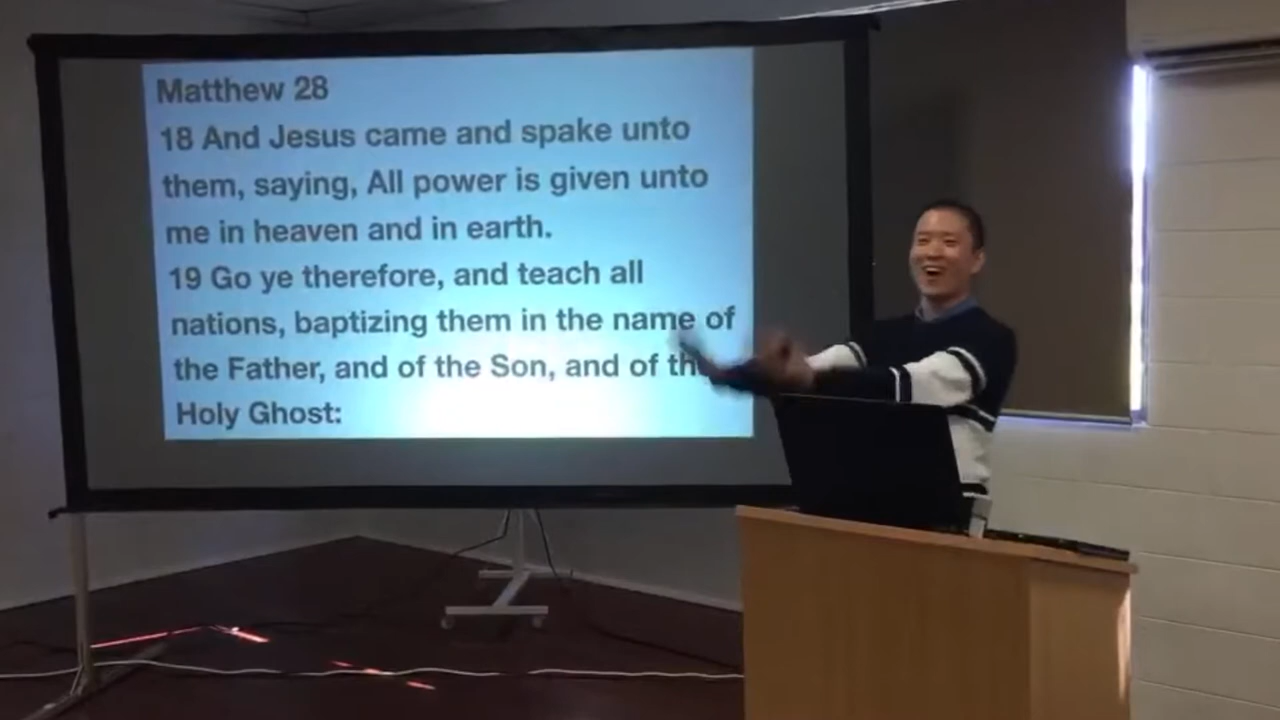 Matthew 28
18 And Jesus came and spake unto
them, saying, All power is given unto
me in heaven and in earth.
19 Go ye therefore, and teach all
nations, baptizing them in the name of
the Father, and of the Son, and of
Holy Ghost: